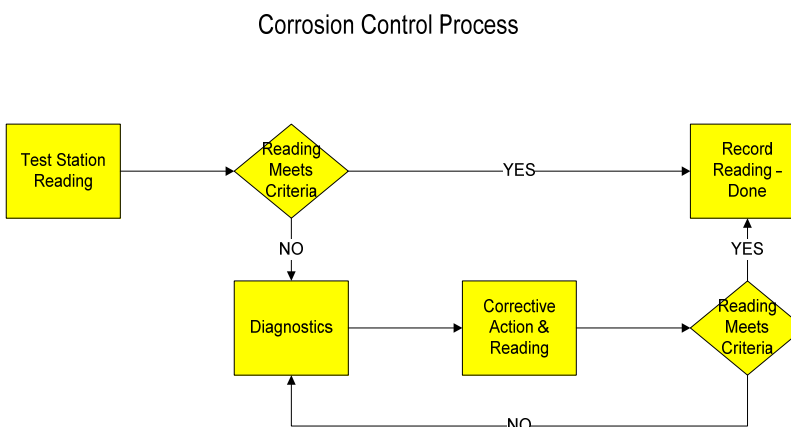 Corrosion Control Process
Test Station
Reading
Reading
Meets
Criteria
YES
Record
Reading –
Done
NO
YES
Diagnostics
Corrective
Action &
Reading
Reading
Meets
Criteria
NO